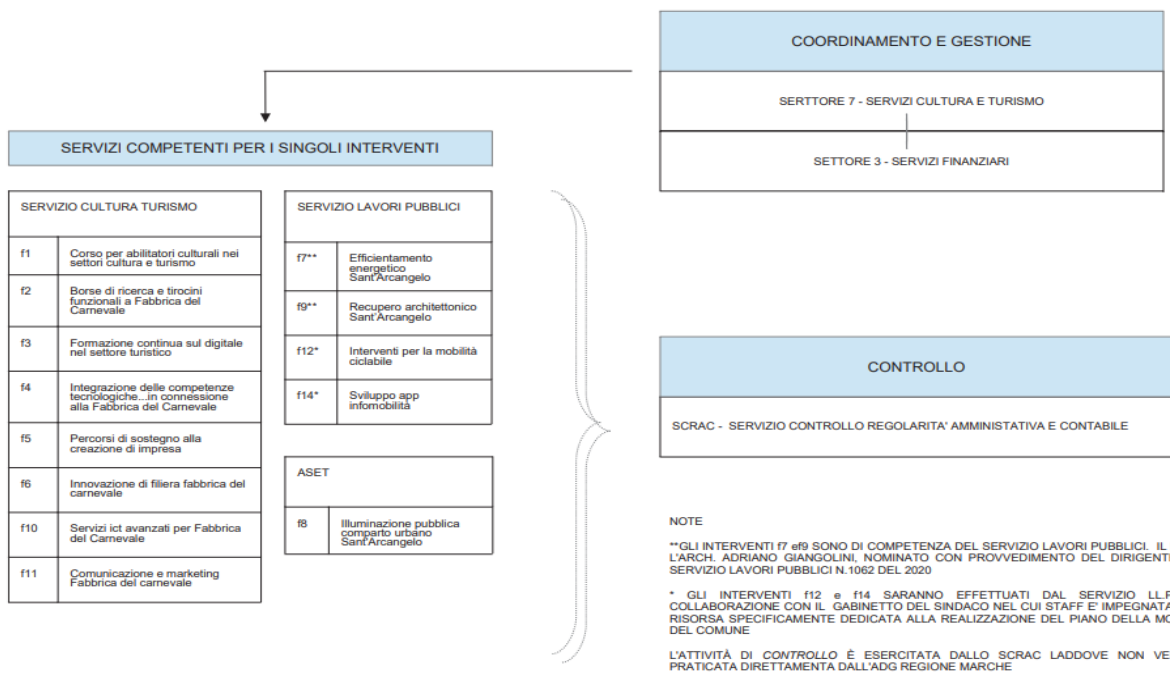 COORDINAMENTO E GESTIONE
SERTTORE 7 - SERVIZI CULTURA E TURISMO
SETTORE 3 - SERVIZI FINANZIARI
SERVIZI COMPETENTI PER I SINGOLI INTERVENTI
SERVIZIO CULTURA TURISMO
f1 Corso per abilitatori culturali nei
settori cultura e turismo
f2 Borse di ricerca e tirocini
funzionali a Fabbrica del
Carnevale
f3 Formazione continua sul digitale
nel settore turistico
f4 Integrazione delle competenze
tecnologiche...in connessione
alla Fabbrica del Carnevale
f5 Percorsi di sostegno alla
creazione di impresa
f6 Innovazione di filiera fabbrica del
carnevale
f10 Servizi ict avanzati per Fabbrica
del Carnevale
f11 Comunicazione e marketing
Fabbrica del carnevale
SERVIZIO LAVORI PUBBLICI
f7** Efficientamento
energetico
Sant'Arcangelo
f9** Recupero architettonico
Sant'Arcangelo
f12* Interventi per la mobilità
ciclabile
f14* Sviluppo app
infomobilità
ASET
f8 Illuminazione pubblica
comparto urbano
Sant'Arcangelo
CONTROLLO
SCRAC - SERVIZIO CONTROLLO REGOLARITA' AMMINISTATIVA E CONTABILE
NOTE
**GLI INTERVENTI f7 ef9 SONO DI COMPETENZA DEL SERVIZIO LAVORI PUBBLICI. IL
L'ARCH. ADRIANO GIANGOLINI, NOMINATO CON PROVVEDIMENTO DEL DIRIGENT
SERVIZIO LAVORI PUBBLICI N.1062 DEL 2020
* GLI INTERVENTI f12 e f14 SARANNO EFFETTUATI DAL SERVIZIO LL.P
COLLABORAZIONE CON IL GABINETTO DEL SINDACO NEL CUI STAFF E' IMPEGNATA
RISORSA SPECIFICAMENTE DEDICATA ALLA REALIZZAZIONE DEL PIANO DELLA MO
DEL COMUNE
L'ATTIVITÀ DI CONTROLLO È ESERCITATA DALLO SCRAC LADDOVE NON VE
PRATICATA DIRETTAMENTA DALL'ADG REGIONE MARCHE